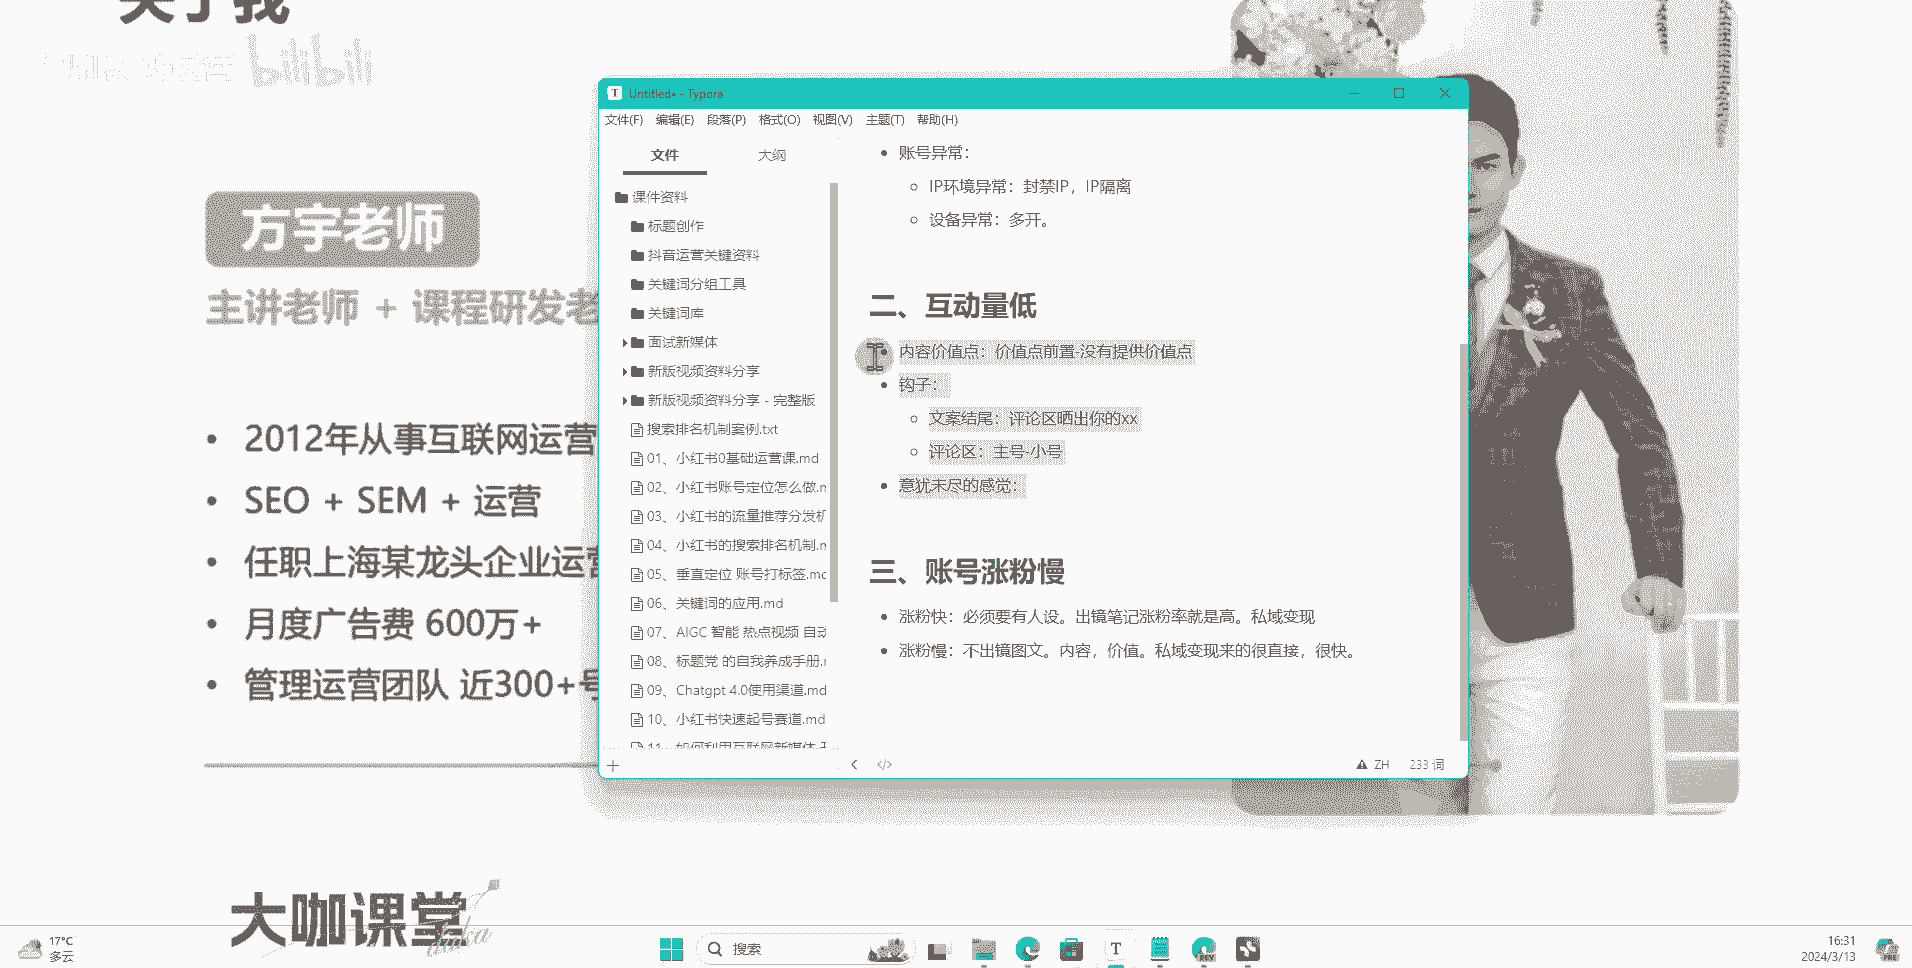 关于我
bilibili
方宇老师
主讲老师 + 课程研发老
2012年从事互联网运营
SEO + SEM + 运营
任职上海某龙头企业运营
月度广告费 600万+
管理运营团队 近300+号
大咖课堂
daka
Untitled• - Typora
文件(F) 编辑(E) 段落(P) 格式(O) 视图(V) 主题(T) 帮助(H)
文件 大纲
课件资料
标题创作
抖音运营关键资料
关键词分组工具
关键词库
面试新媒体
新版视频资料分享
新版视频资料分享 - 完整版
搜索排名机制案例.txt
01、小红书0基础运营课.md
02、小红书账号定位怎么做.m
03、小红书的流量推荐分发机
04、小红书的搜索排名机制.m
05、垂直定位 账号打标签.md
06、关键词的应用.md
07、AIGC 智能 热点视频 自动
08、标题党 的自我养成手册.m
09、Chatgpt 4.0使用渠道.md
10、小红书快速起号赛道.md
11、如何利用互联网新媒体
账号异常：
IP环境异常：封禁IP，IP隔离
设备异常：多开。
二、互动量低
内容价值点：价值点前置-没有提供价值点
钩子：
文案结尾：评论区晒出你的xx
评论区：主号-小号
意犹未尽的感觉：
三、账号涨粉慢
涨粉快：必须要有人设。出镜笔记涨粉率就是高。私域变现
涨粉慢：不出镜图文。内容，价值。私域变现来的很直接，很快。
ZH 233 词
17°C
多云
搜索
T
DEV
16:31
2024/3/13
PRE